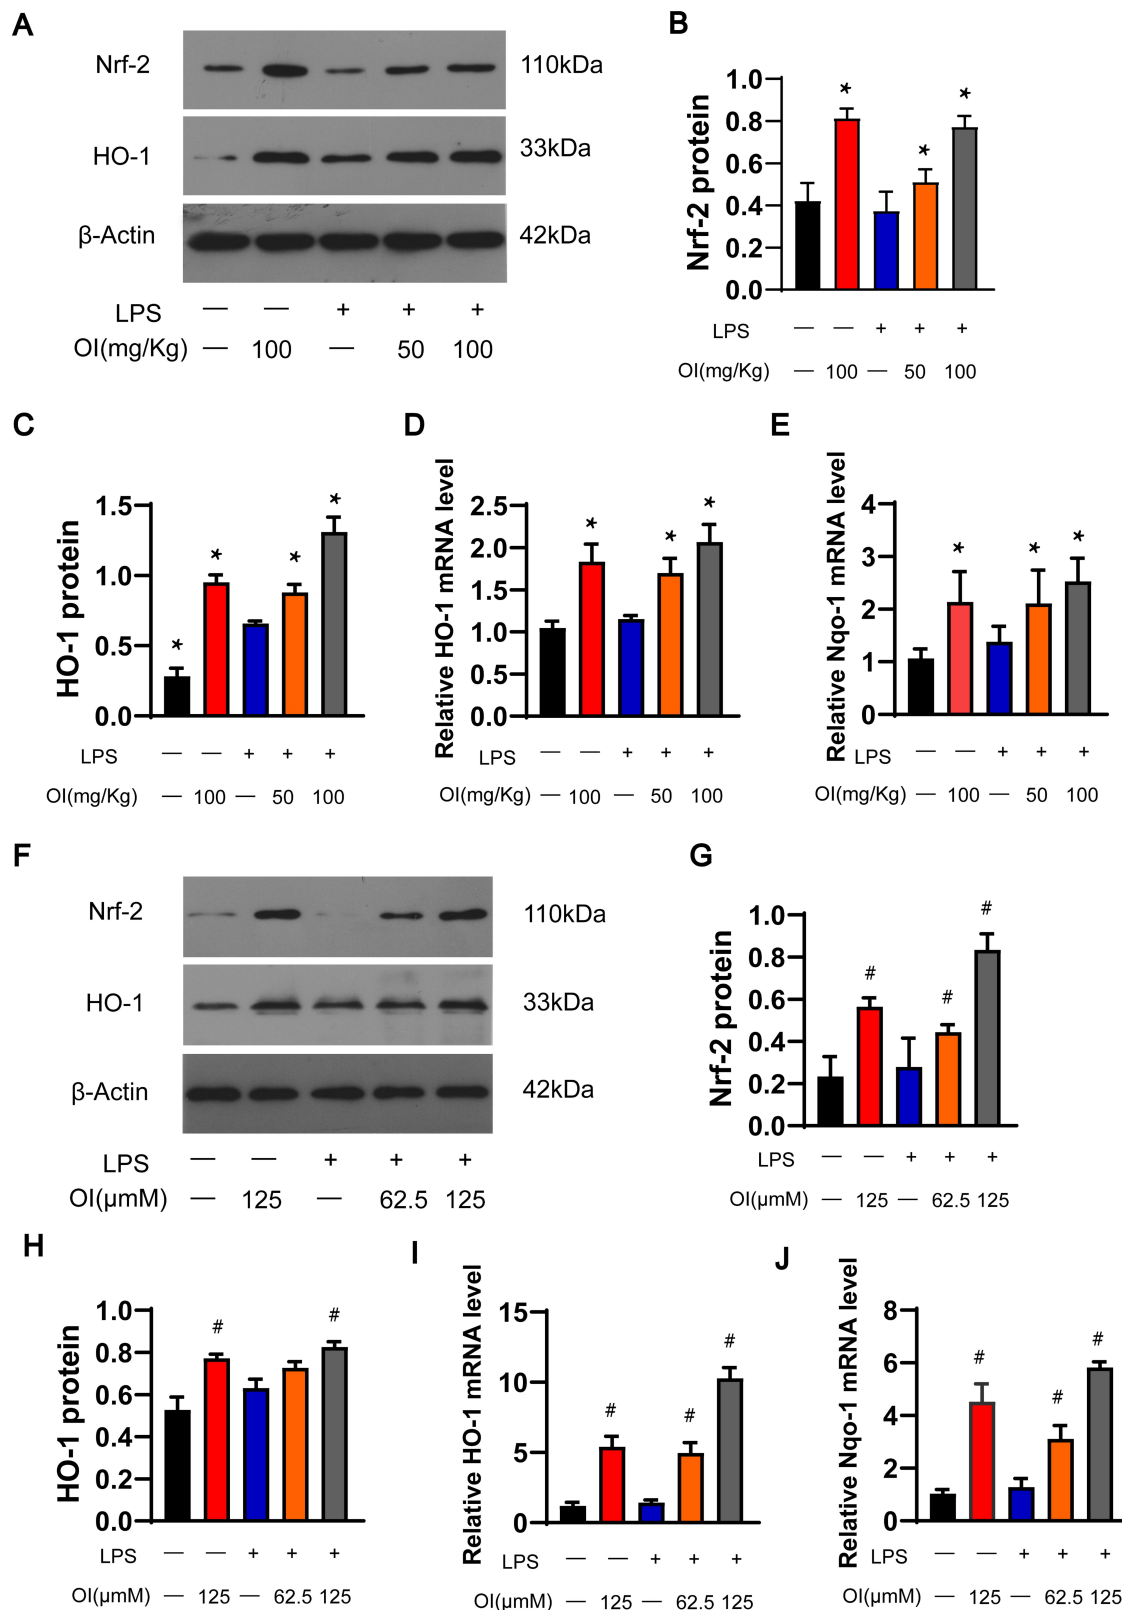 A
Nrf-2 110kDa
HO-1 33kDa
β-Actin 42kDa
LPS — — + + +
OI(mg/Kg) — 100 — 50 100
B
Nrf-2 protein
1.0
0.8
0.6
0.4
0.2
0.0
* * *
LPS — — + + +
OI(mg/Kg) — 100 — 50 100
C
HO-1 protein
1.5
1.0
0.5
0.0
* * * *
LPS — — + + +
OI(mg/Kg) — 100 — 50 100
D
Relative HO-1 mRNA level
2.5
2.0
1.5
1.0
0.5
0.0
* * *
LPS — — + + +
OI(mg/Kg) — 100 — 50 100
E
Relative Nqo-1 mRNA level
4
3
2
1
0
* * *
LPS — — + + +
OI(mg/Kg) — 100 — 50 100
F
Nrf-2 110kDa
HO-1 33kDa
β-Actin 42kDa
LPS — — + + +
OI(μmM) — 125 — 62.5 125
G
Nrf-2 protein
1.0
0.8
0.6
0.4
0.2
0.0
# # #
LPS — — + + +
OI(μmM) — 125 — 62.5 125
H
HO-1 protein
1.0
0.8
0.6
0.4
0.2
0.0
# #
LPS — — + + +
OI(μmM) — 125 — 62.5 125
I
Relative HO-1 mRNA level
15
10
5
0
# # #
LPS — — + + +
OI(μmM) — 125 — 62.5 125
J
Relative Nqo-1 mRNA level
8
6
4
2
0
# # #
LPS — — + + +
OI(μmM) — 125 — 62.5 125